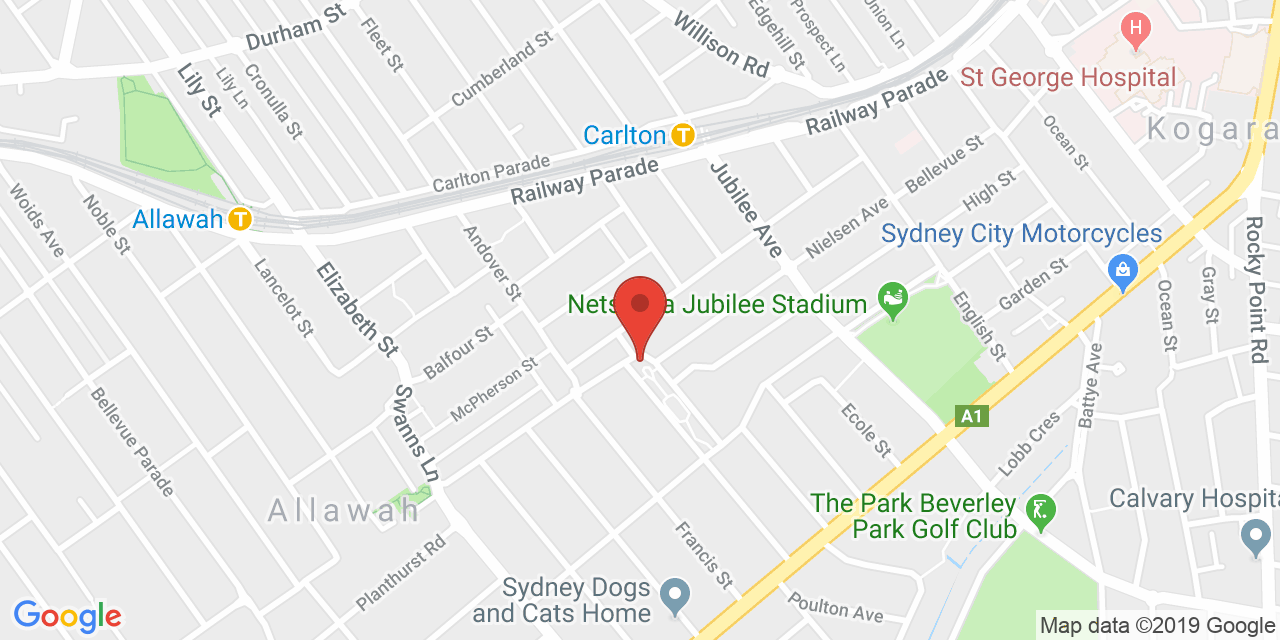 Durham St
Fleet St
Cumberland St
Willison Rd
Edgehill St
Prospect Ln
Union Ln
H
St George Hospital
Lily St
Lily Ln
Cronulla St
Carlton T
Railway Parade
Ocean St
Kogara
Carlton Parade
Railway Parade
Jubilee Ave
Bellevue St
High St
Woids Ave
Noble St
Allawah T
Andover St
Nielsen Ave
Sydney City Motorcycles
Lancelot St
Elizabeth St
Garden St
Gray St
Ocean St
Rocky Point Rd
Jubilee Stadium
English St
Balfour St
McPherson St
Battye Ave
Swanns Ln
Bellevue Parade
A1
Ecole St
Lobb Cres
Allawah
The Park Beverley
Park Golf Club
Calvary Hospita
Planthurst Rd
Francis St
Sydney Dogs
and Cats Home
Poulton Ave
Google
Map data ©2019 Google